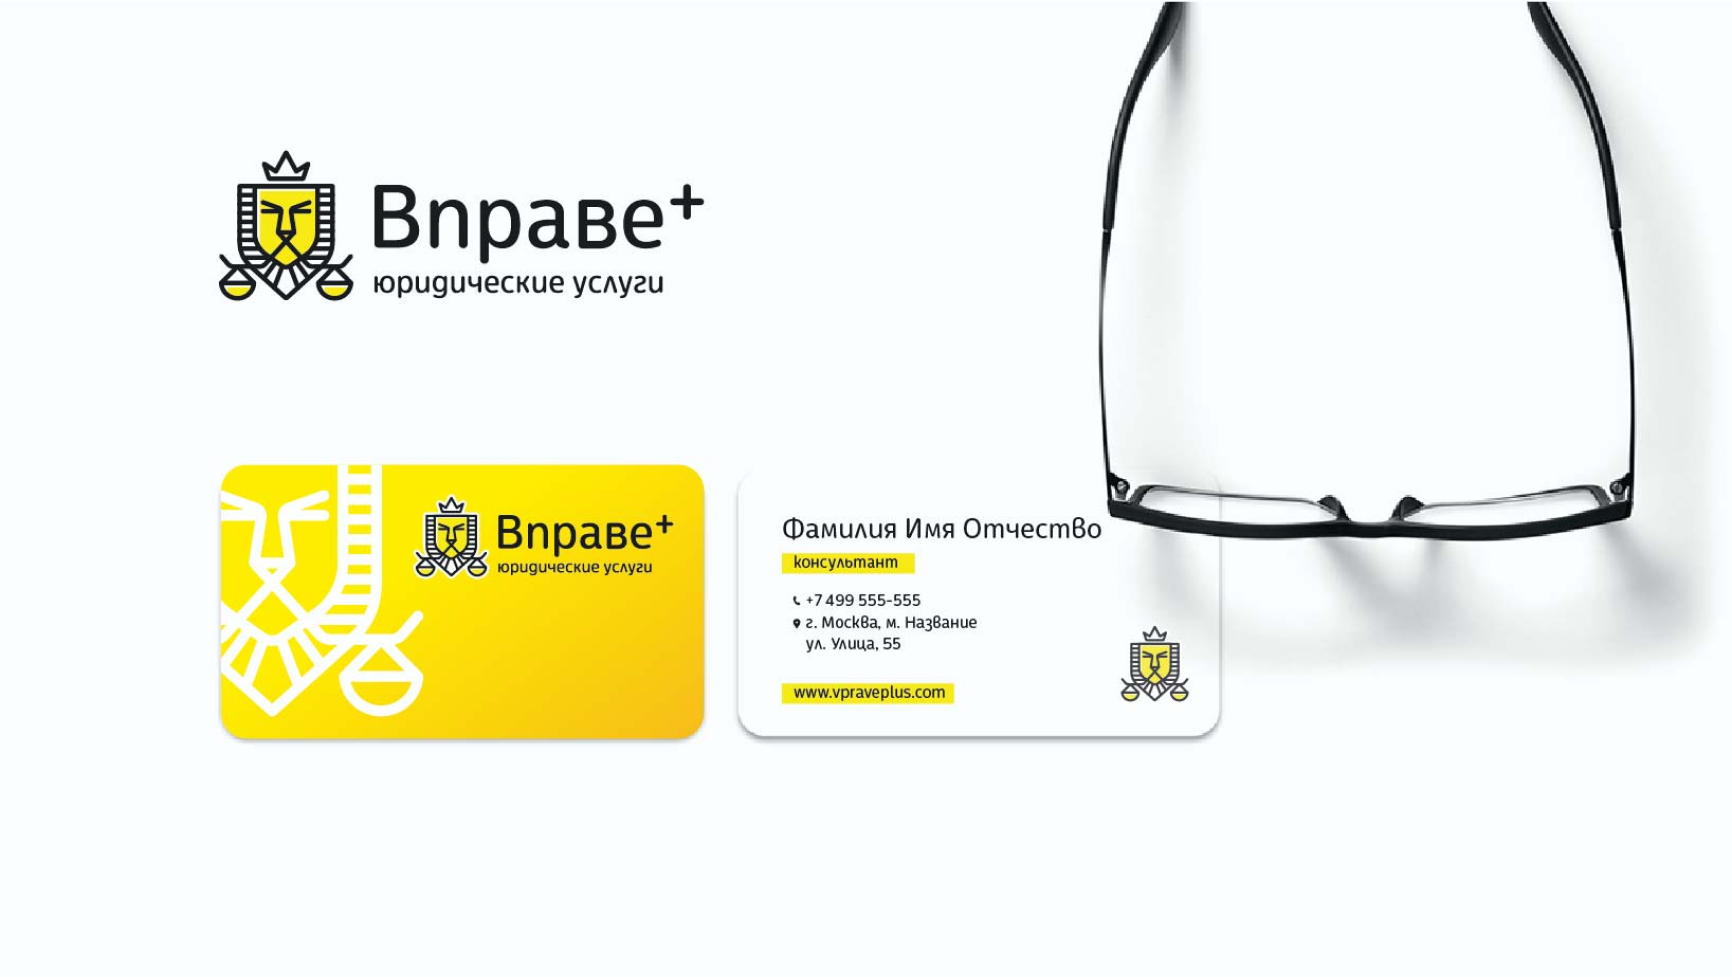 Вправе+
юридические услуги
Вправе+
юридические услуги
Фамилия Имя Отчество
консультант
+7 499 555-555
г. Москва, м. Название
ул. Улица, 55
www.vpraveplus.com